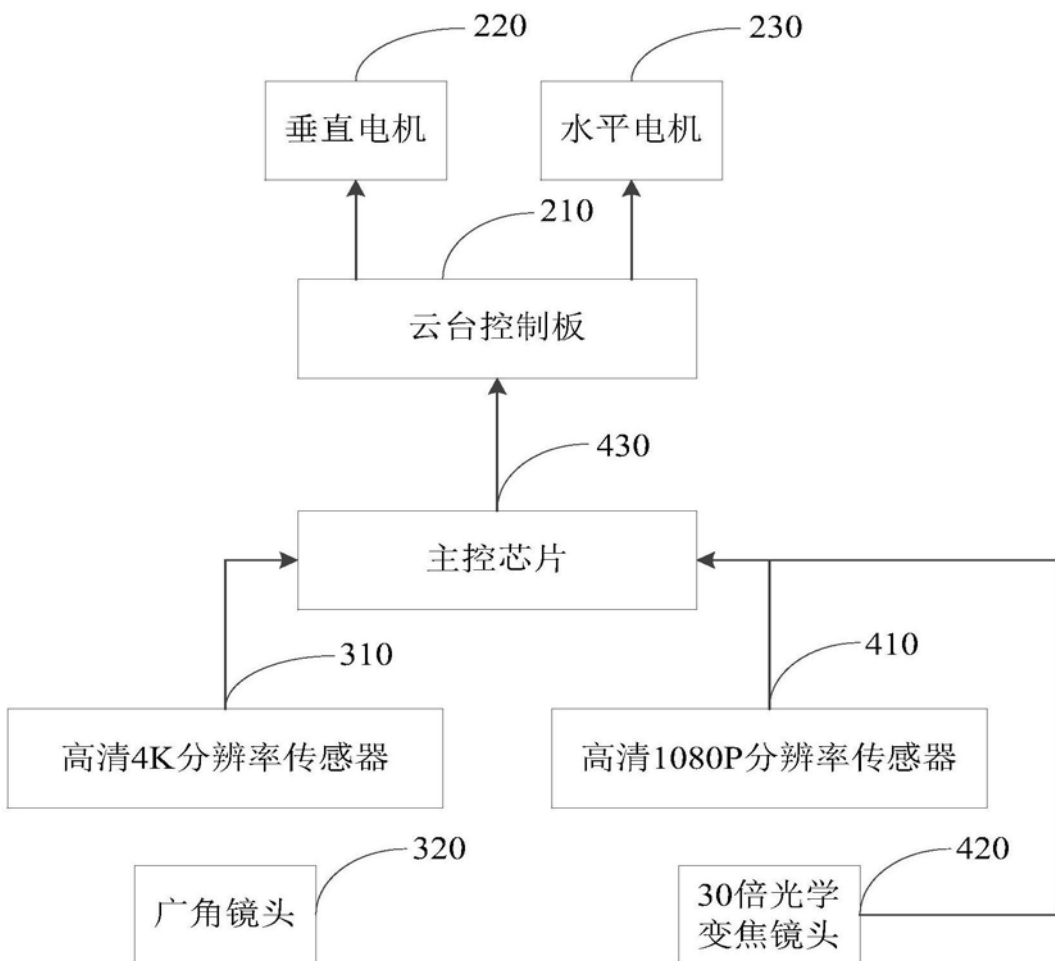 220
230
垂直电机
水平电机
210
云台控制板
430
主控芯片
310
410
高清4K分辨率传感器
高清1080P分辨率传感器
320
420
广角镜头
30倍光学
变焦镜头